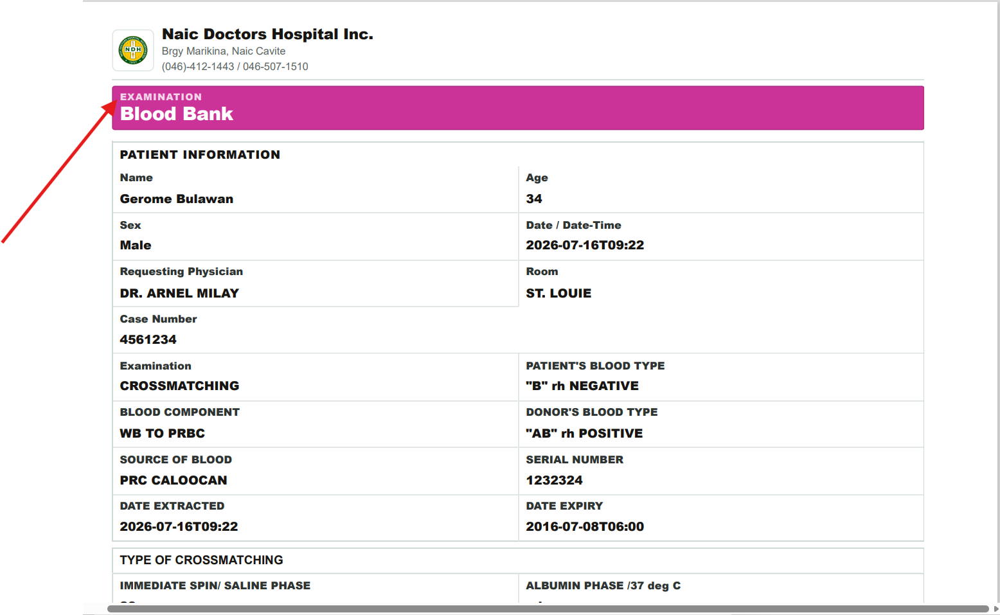 Naic Doctors Hospital Inc.
Brgy Marikina, Naic Cavite
(046)-412-1443 / 046-507-1510
NDH
EXAMINATION
Blood Bank
PATIENT INFORMATION
Name
Gerome Bulawan
Age
34
Sex
Male
Date / Date-Time
2026-07-16T09:22
Requesting Physician
DR. ARNEL MILAY
Room
ST. LOUIE
Case Number
4561234
Examination
CROSSMATCHING
PATIENT'S BLOOD TYPE
"B" rh NEGATIVE
BLOOD COMPONENT
WB TO PRBC
DONOR'S BLOOD TYPE
"AB" rh POSITIVE
SOURCE OF BLOOD
PRC CALOOCAN
SERIAL NUMBER
1232324
DATE EXTRACTED
2026-07-16T09:22
DATE EXPIRY
2016-07-08T06:00
TYPE OF CROSSMATCHING
IMMEDIATE SPIN/ SALINE PHASE
ALBUMIN PHASE /37 deg C